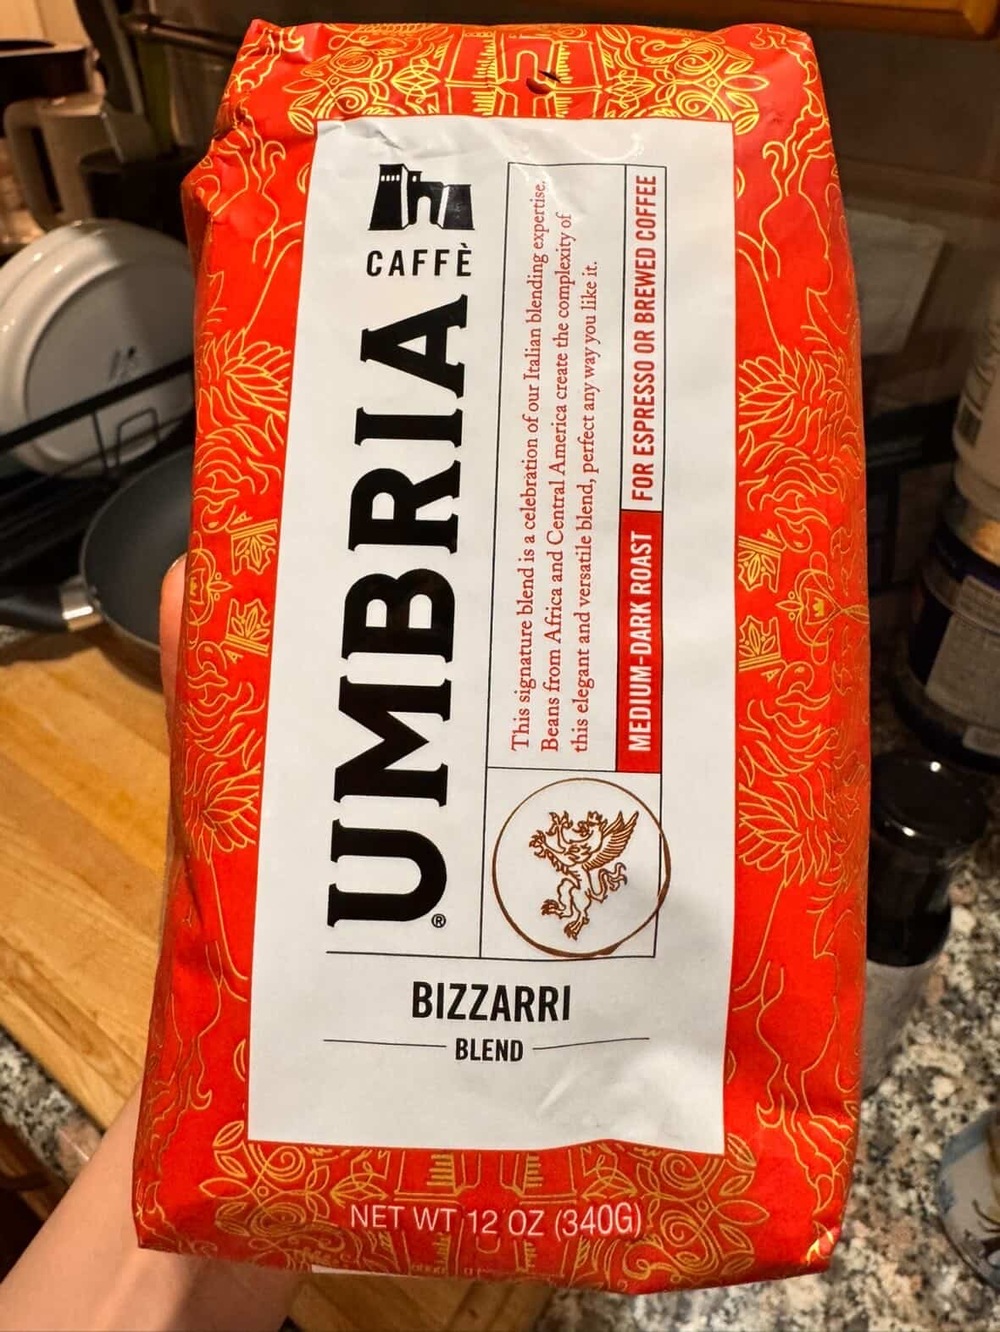 CAFFÈ
UMBRIA®
This signature blend is a celebration of our Italian blending expertise.
Beans from Africa and Central America create the complexity of
this elegant and versatile blend, perfect any way you like it.
MEDIUM-DARK ROAST FOR ESPRESSO OR BREWED COFFEE
BIZZARRI
BLEND
NET WT 12 OZ (340G)